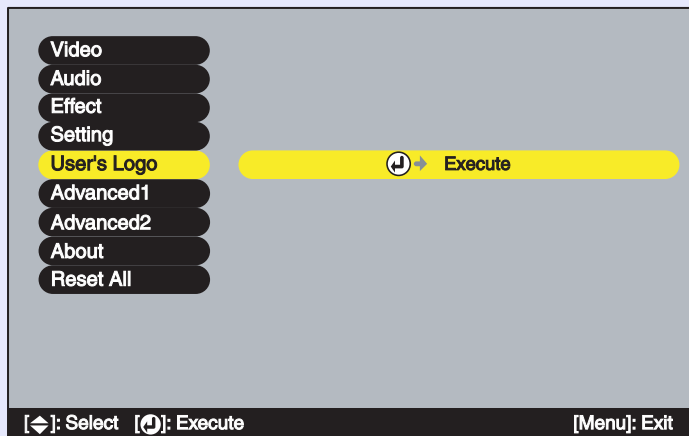 Video
Audio
Effect
Setting
User's Logo
Execute
Advanced1
Advanced2
About
Reset All
[]: Select []: Execute [Menu]: Exit